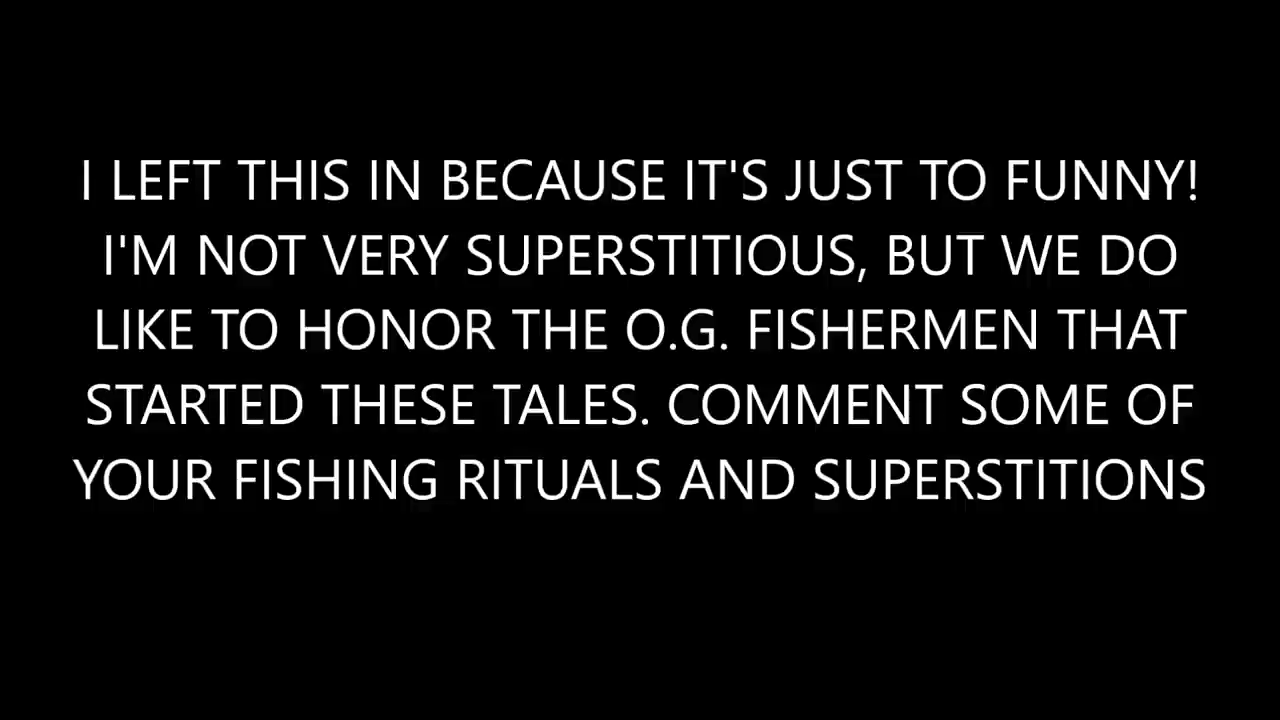 I LEFT THIS IN BECAUSE IT'S JUST TO FUNNY!
I'M NOT VERY SUPERSTITIOUS, BUT WE DO
LIKE TO HONOR THE O.G. FISHERMEN THAT
STARTED THESE TALES. COMMENT SOME OF
YOUR FISHING RITUALS AND SUPERSTITIONS